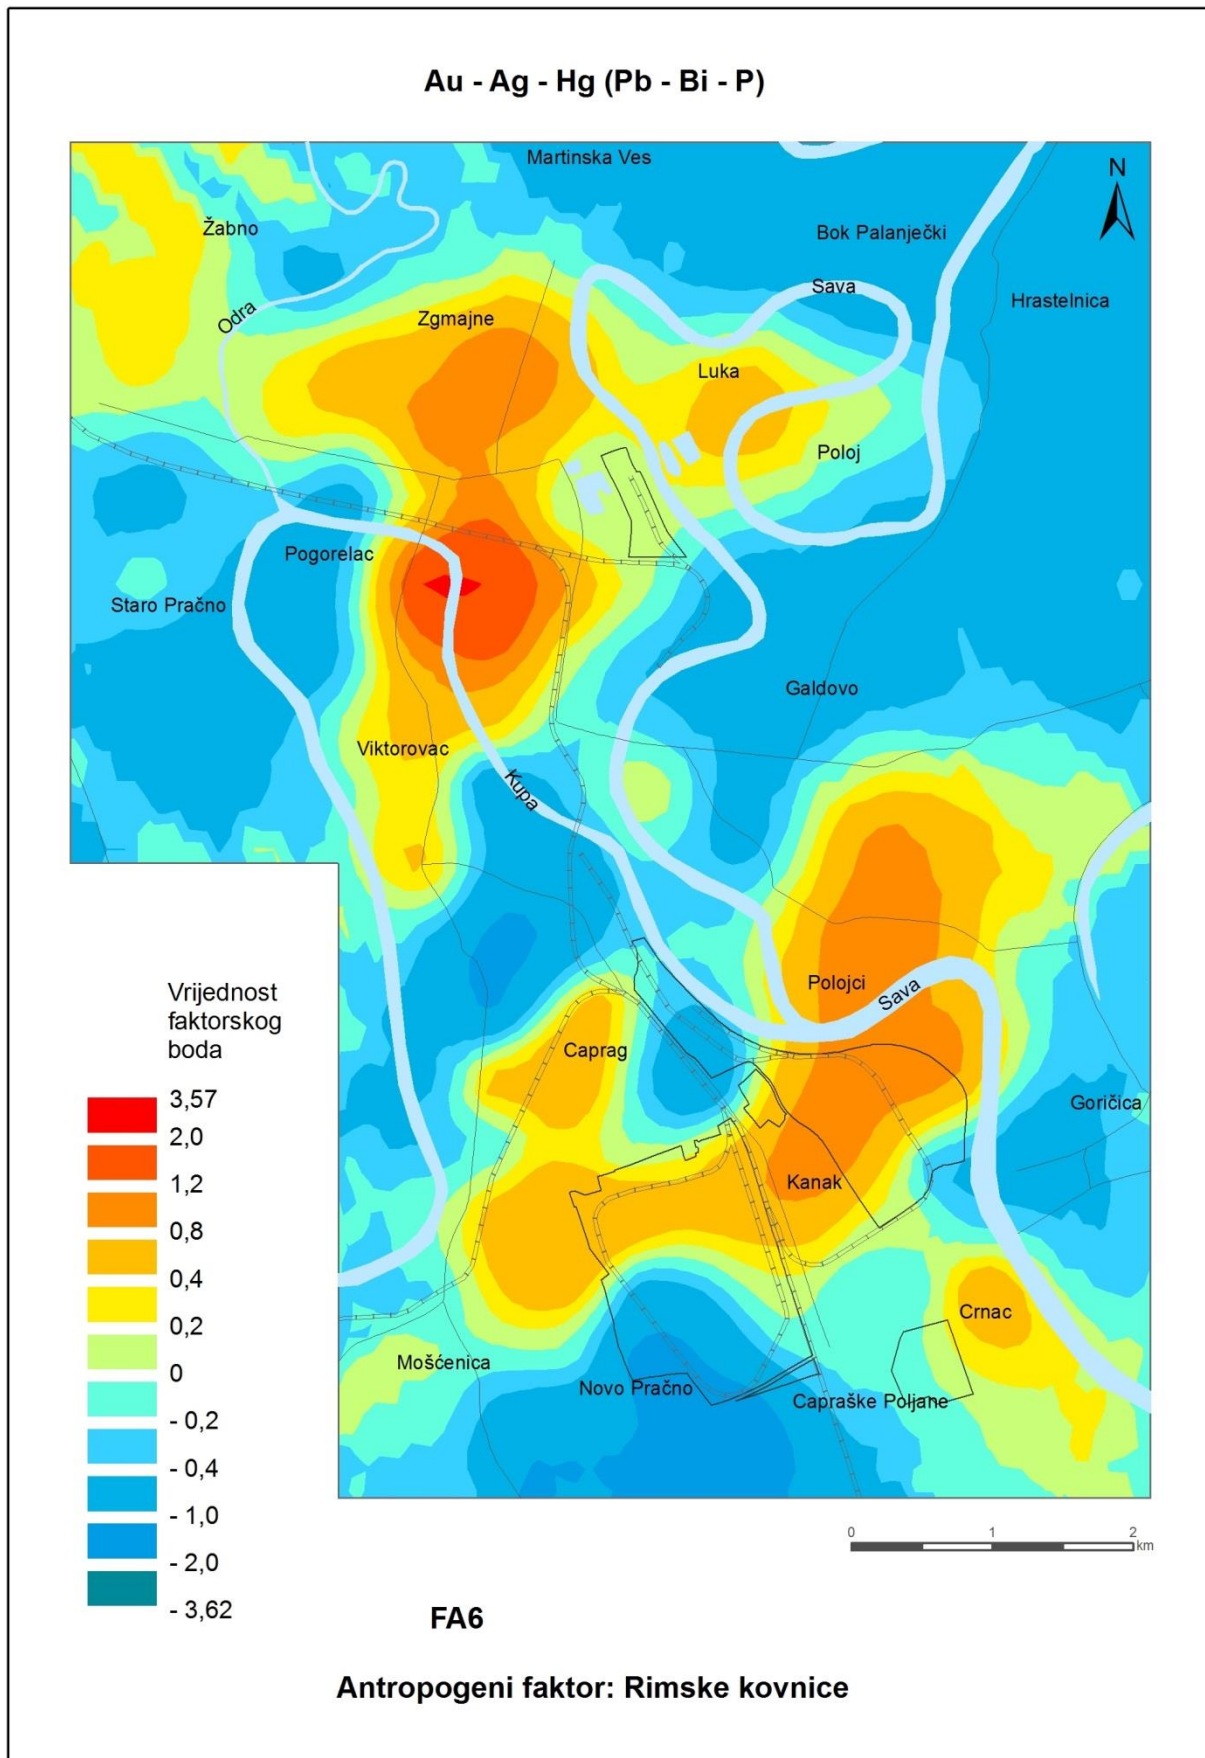 Au - Ag - Hg (Pb - Bi - P)
Martinska Ves
N
Žabno
Bok Palanječki
Sava
Hrastelnica
Odra
Zgmajne
Luka
Poloj
Pogorelac
Staro Pračno
Galdovo
Viktorovac
Kupa
Polojci
Sava
Vrijednost
faktorskog
boda
Caprag
Goričica
Kanak
Crnac
Mošćenica
Novo Pračno
Capraške Poljane
3,57
2,0
1,2
0,8
0,4
0,2
0
- 0,2
- 0,4
- 1,0
- 2,0
- 3,62
0 1 2
km
FA6
Antropogeni faktor: Rimske kovnice